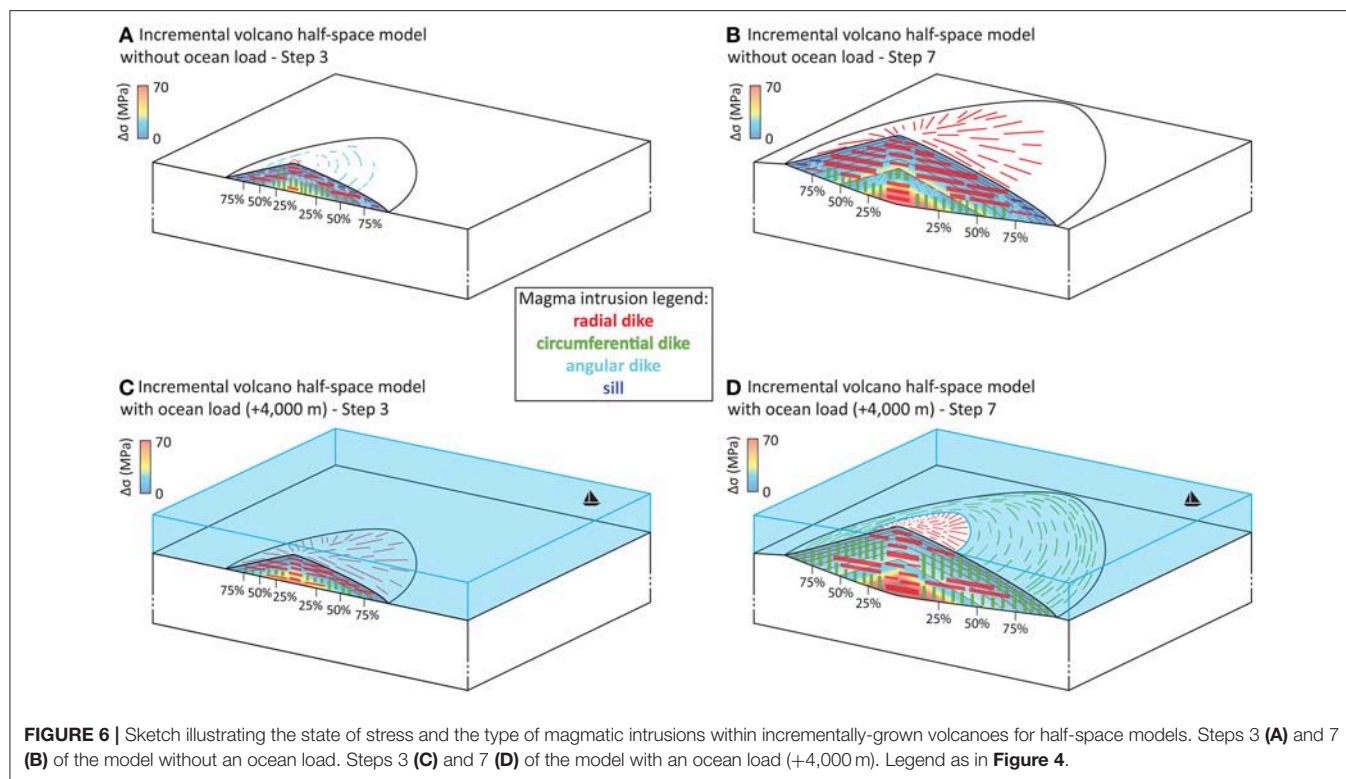 A Incremental volcano half-space model
without ocean load - Step 3
Δσ (MPa)
70
0
75%
50%
25%
25%
50%
75%
B Incremental volcano half-space model
without ocean load - Step 7
Δσ (MPa)
70
0
75%
50%
25%
25%
50%
75%
Magma intrusion legend:
radial dike
circumferential dike
angular dike
sill
C Incremental volcano half-space model
with ocean load (+4,000 m) - Step 3
Δσ (MPa)
70
0
75%
50%
25%
25%
50%
75%
D Incremental volcano half-space model
with ocean load (+4,000 m) - Step 7
Δσ (MPa)
70
0
75%
50%
25%
25%
50%
75%
FIGURE 6 | Sketch illustrating the state of stress and the type of magmatic intrusions within incrementally-grown volcanoes for half-space models. Steps 3 (A) and 7
(B) of the model without an ocean load. Steps 3 (C) and 7 (D) of the model with an ocean load (+4,000 m). Legend as in Figure 4.